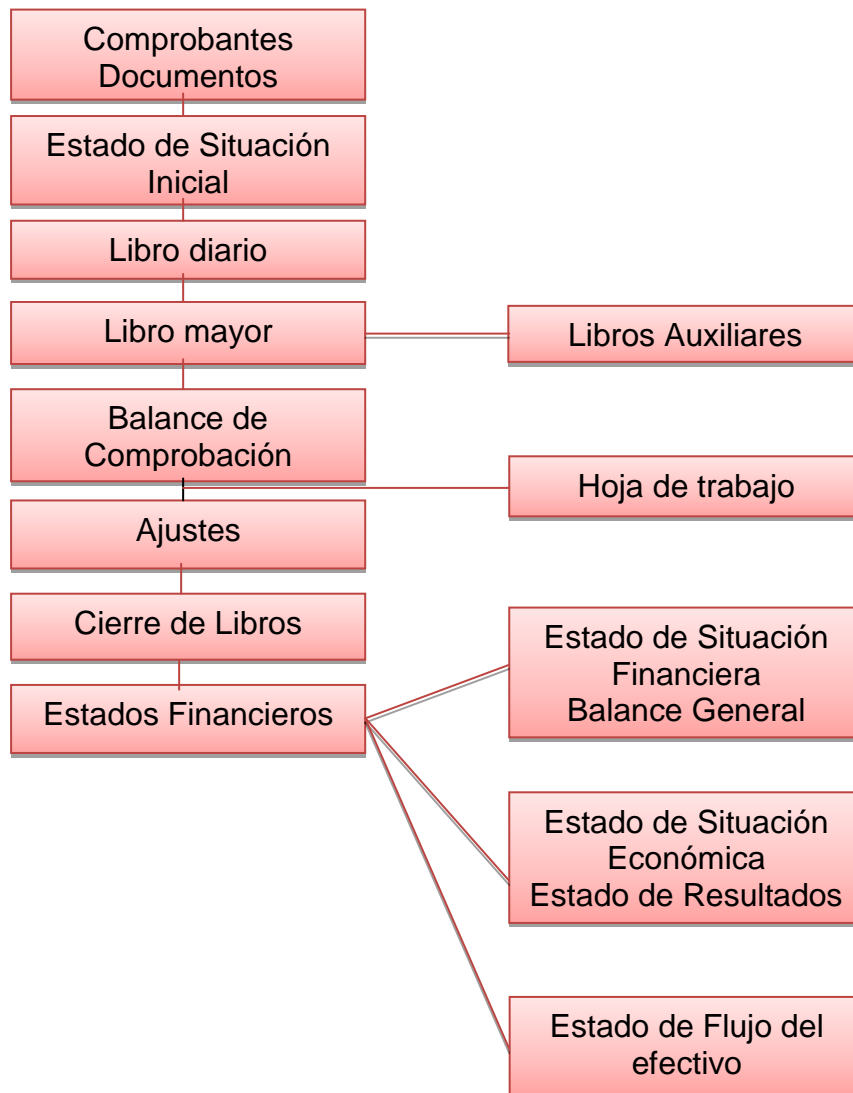 Comprobantes
Documentos
Estado de Situación
Inicial
Libro diario
Libro mayor
Libros Auxiliares
Balance de
Comprobación
Hoja de trabajo
Ajustes
Cierre de Libros
Estados Financieros
Estado de Situación
Financiera
Balance General
Estado de Situación
Económica
Estado de Resultados
Estado de Flujo del
efectivo